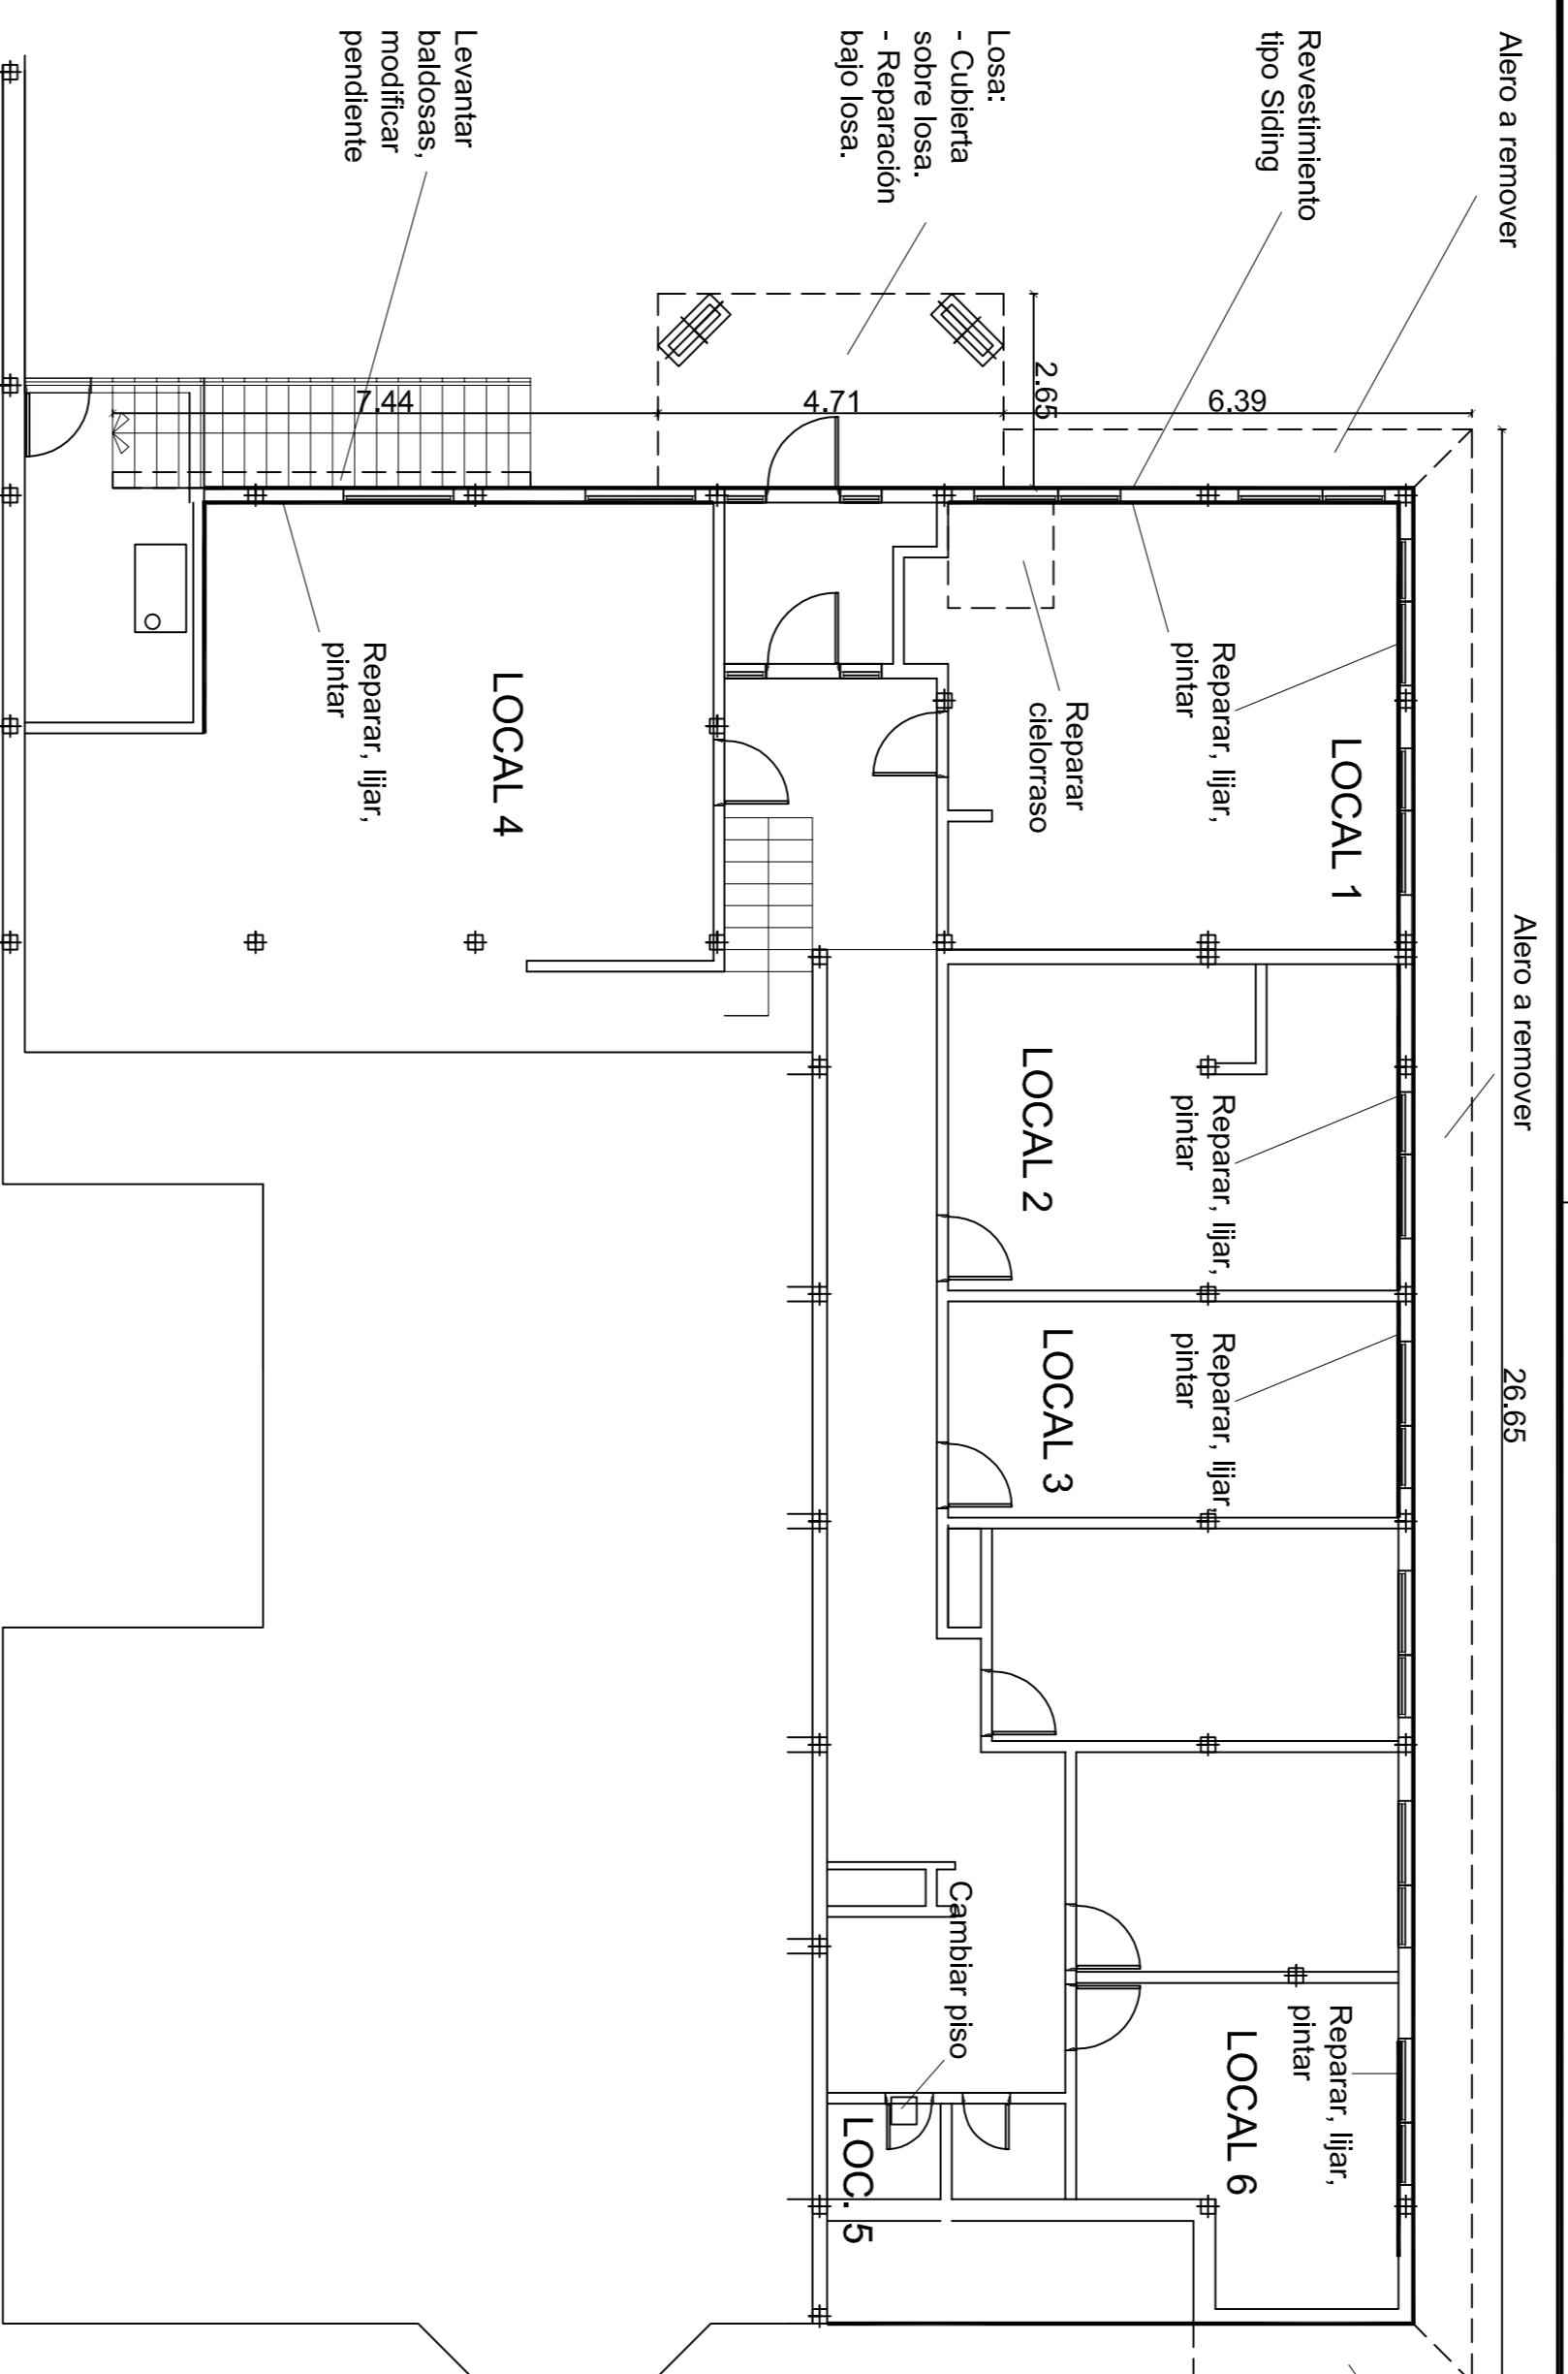 Alero a remover
Revestimiento
tipo Siding
Losa:
- Cubierta
sobre losa.
- Reparación
bajo losa.
Levantar
baldosas,
modificar
pendiente
2.65
6.39
4.71
7.44
Reparar, lijar,
pintar
LOCAL 1
Reparar
cielorraso
LOCAL 4
Reparar, lijar,
pintar
Alero a remover
26.65
Reparar, lijar,
pintar
LOCAL 2
Reparar, lijar,
pintar
LOCAL 3
Cambiar piso
Reparar, lijar,
pintar
LOCAL 6
LOC. 5